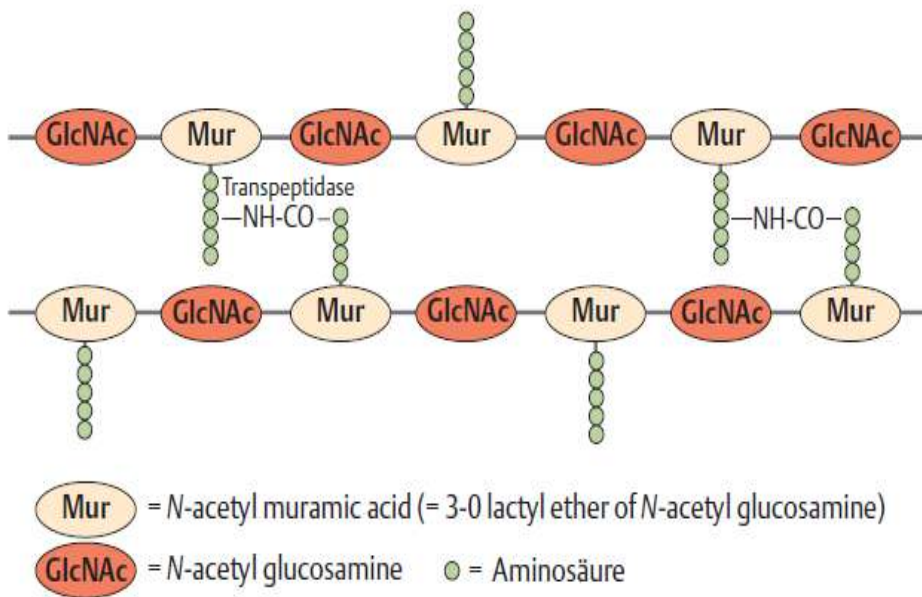 GlcNAc Mur GlcNAc Mur GlcNAc Mur GlcNAc
Transpeptidase
NH-CO NH-CO
Mur GlcNAc Mur GlcNAc Mur GlcNAc Mur
Mur = N-acetyl muramic acid (= 3-0 lactyl ether of N-acetyl glucosamine)
GlcNAc = N-acetyl glucosamine = Aminosäure